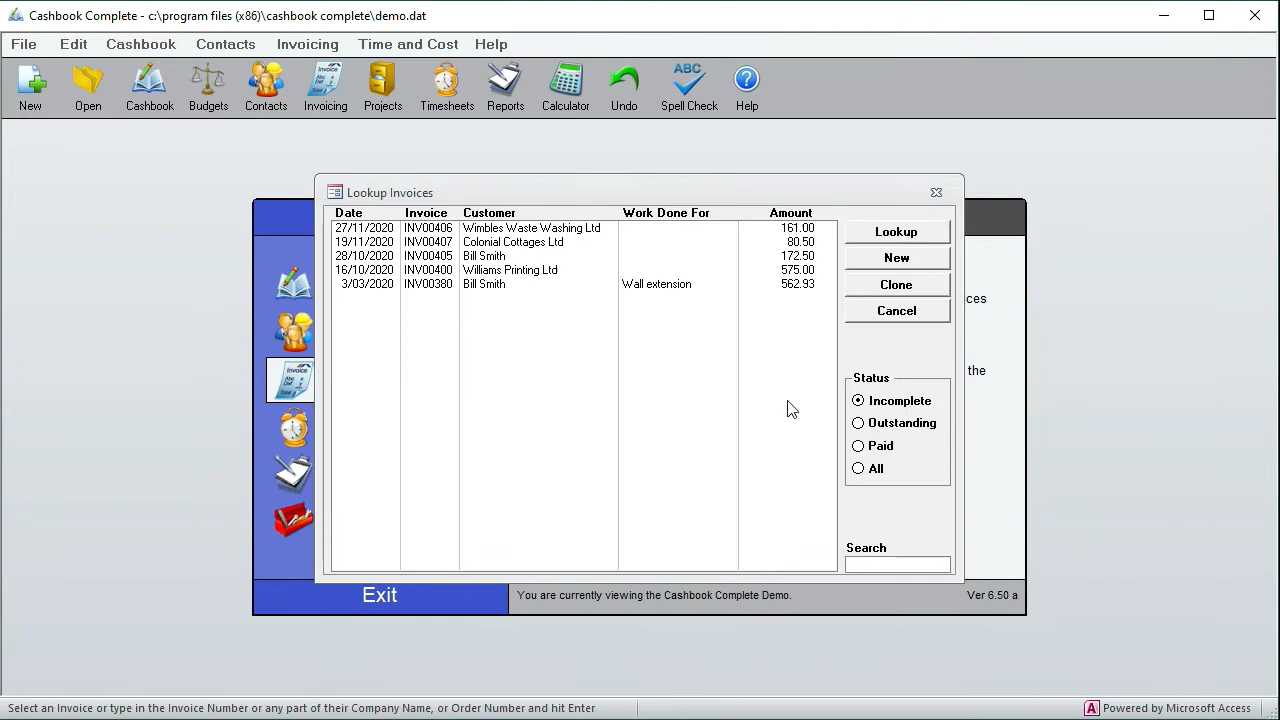 Cashbook Complete - c:\program files (x86)\cashbook complete\demo.dat
File Edit Cashbook Contacts Invoicing Time and Cost Help
New Open Cashbook Budgets Contacts Invoicing Projects Timesheets Reports Calculator Undo Spell Check Help
Lookup Invoices
Date Invoice Customer Work Done For Amount
27/11/2020 INV00406 Wimbles Waste Washing Ltd 161.00
19/11/2020 INV00407 Colonial Cottages Ltd 80.50
28/10/2020 INV00405 Bill Smith 172.50
16/10/2020 INV00400 Williams Printing Ltd 575.00
3/03/2020 INV00380 Bill Smith Wall extension 562.93
Lookup
New
Clone
Cancel
ces
the
Status
Incomplete
Outstanding
Paid
All
Search
Exit
You are currently viewing the Cashbook Complete Demo. Ver 6.50 a
Select an Invoice or type in the Invoice Number or any part of their Company Name, or Order Number and hit Enter
Powered by Microsoft Access